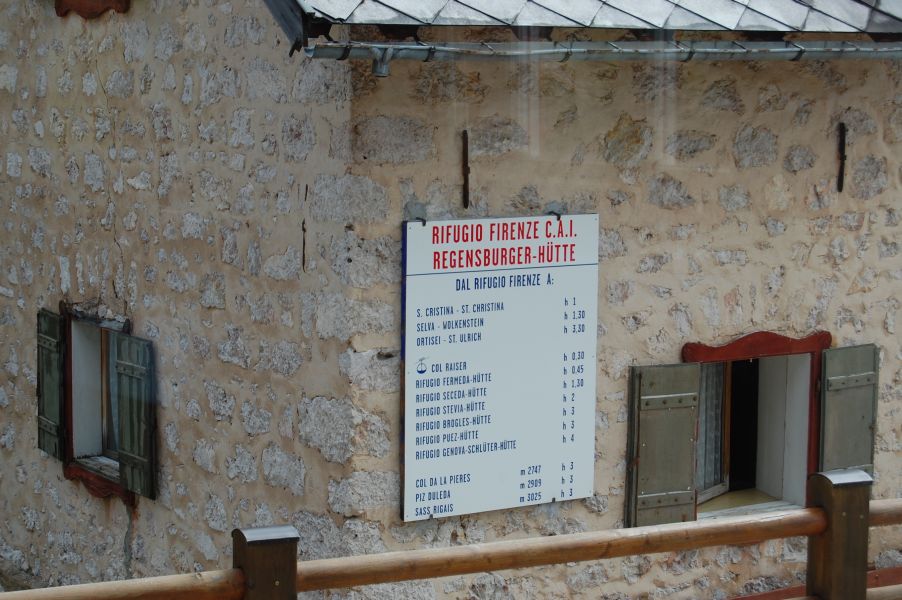 RIFUGIO FIRENZE C.A.I.
REGENSBURGER-HÜTTE
DAL RIFUGIO FIRENZE A:
S. CRISTINA - ST. CHRISTINA h 1
SELVA - WOLKENSTEIN h 1,30
ORTISEI - ST. ULRICH h 3,30
COL RAISER h 0,30
RIFUGIO FERMEDA-HÜTTE h 0,45
RIFUGIO SECEDA-HÜTTE h 1,30
RIFUGIO STEVIA-HÜTTE h 2
RIFUGIO BROGLES-HÜTTE h 3
RIFUGIO PUEZ-HÜTTE h 3
RIFUGIO GENOVA-SCHLÜTER-HÜTTE h 4
COL DA LA PIERES m 2747 h 3
PIZ DULEDA m 2909 h 3
SASS RIGAIS m 3025 h 3